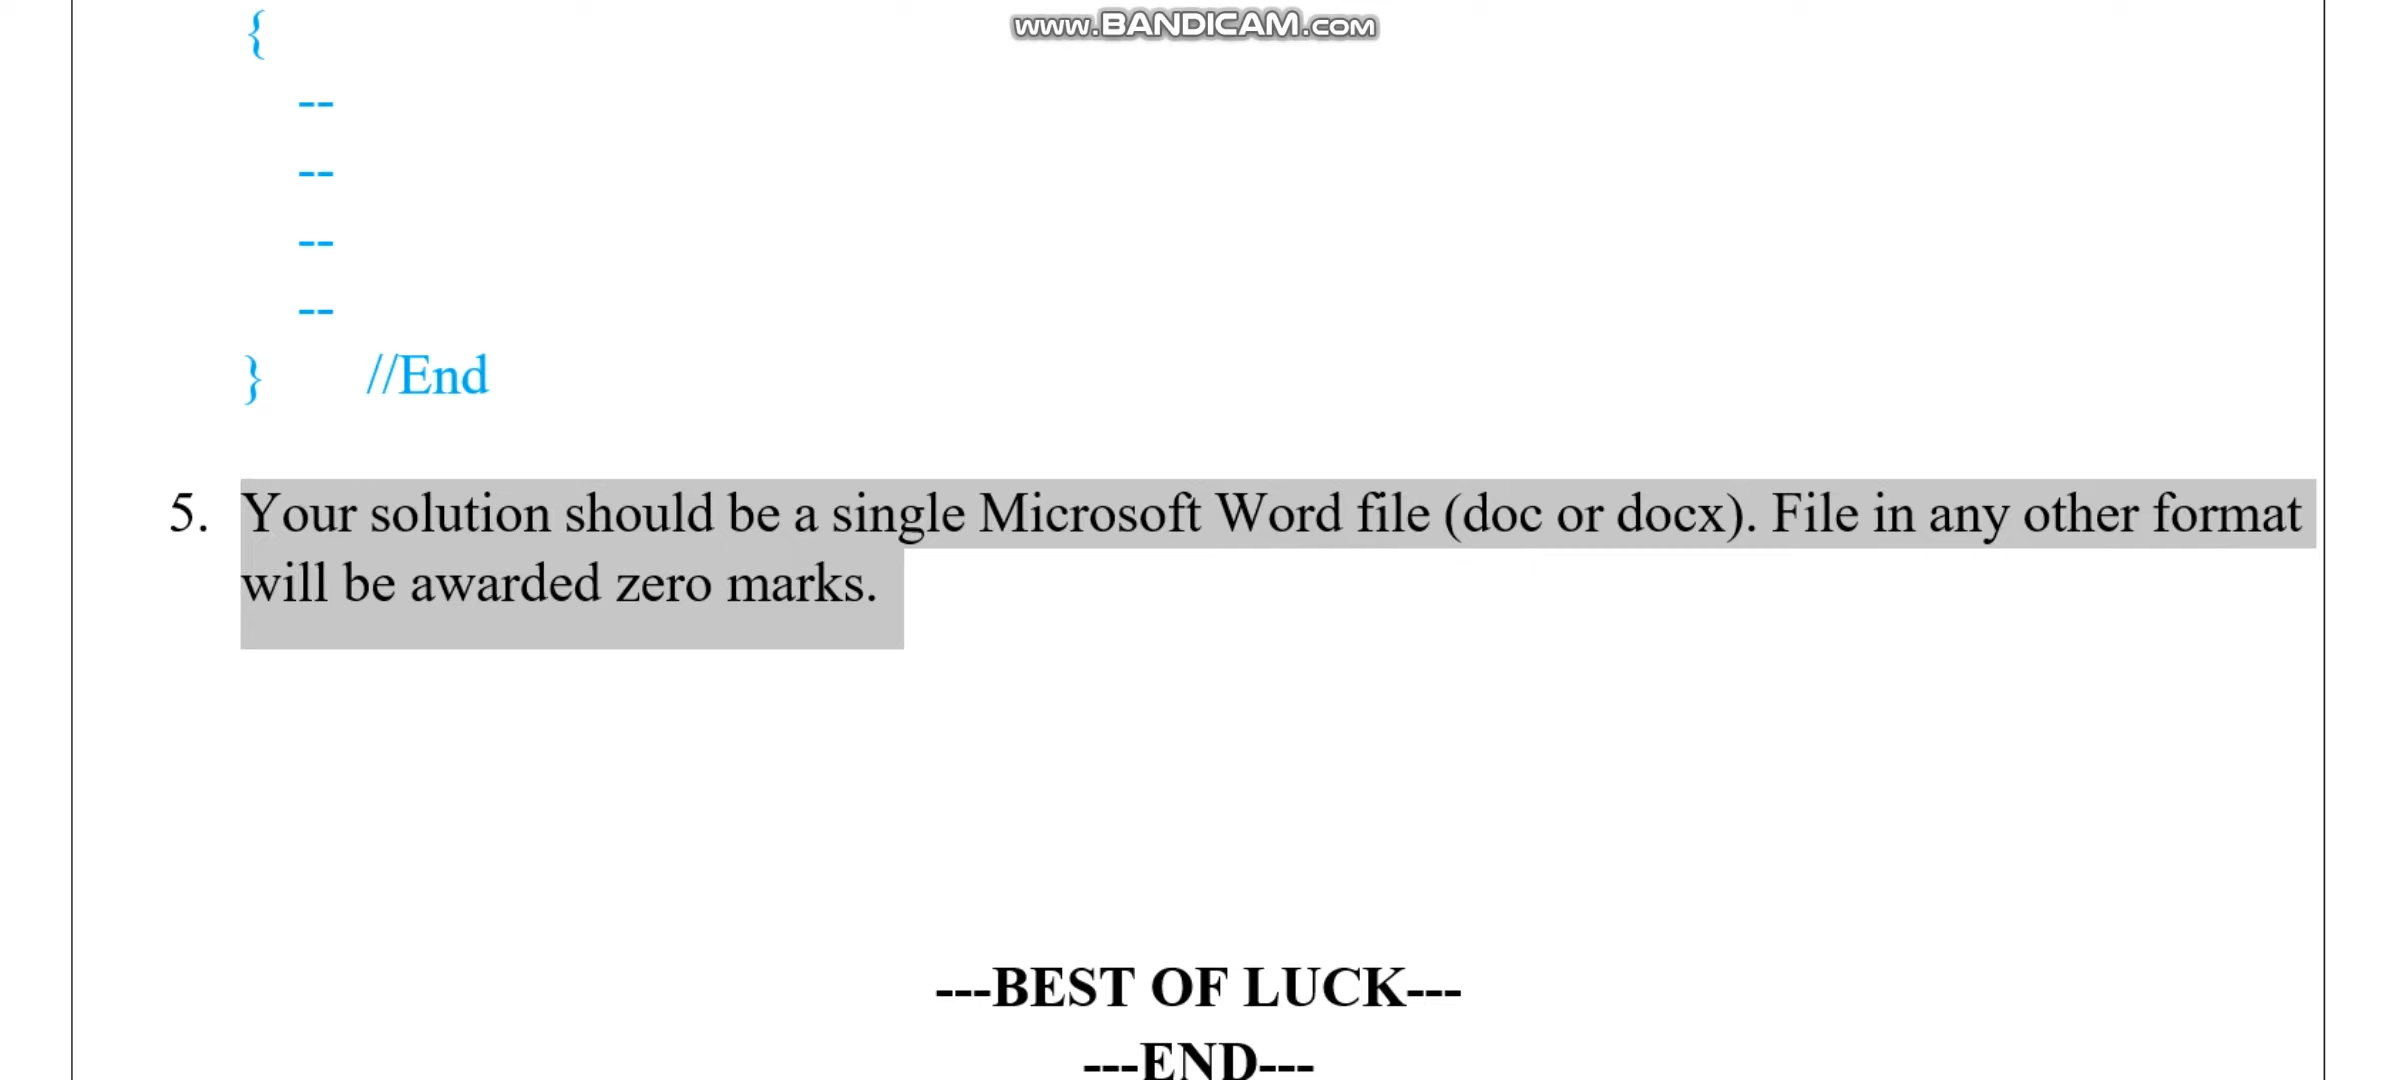 www.BANDICAM.com
{
--
--
--
--
} //End
5. Your solution should be a single Microsoft Word file (doc or docx). File in any other format
will be awarded zero marks.
---BEST OF LUCK---
---END---